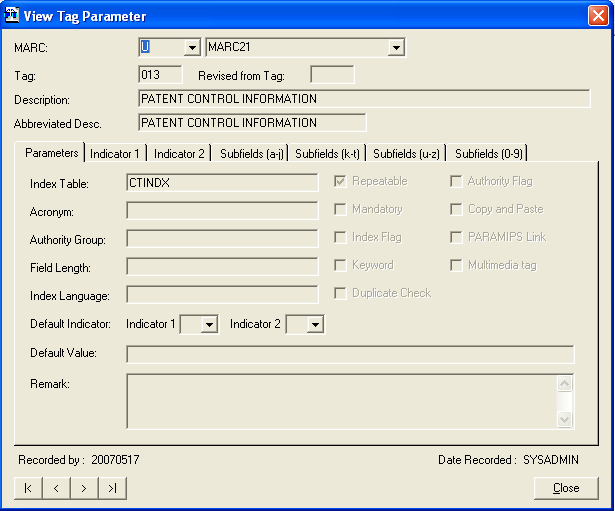 View Tag Parameter
MARC: U MARC21
Tag: 013 Revised from Tag:
Description: PATENT CONTROL INFORMATION
Abbreviated Desc. PATENT CONTROL INFORMATION
Parameters Indicator 1 Indicator 2 Subfields (a-j) Subfields (k-t) Subfields (u-z) Subfields (0-9)
Index Table: CTINDX Repeatable Authority Flag
Acronym: Mandatory Copy and Paste
Authority Group: Index Flag PARAMIPS Link
Field Length: Keyword Multimedia tag
Index Language: Duplicate Check
Default Indicator: Indicator 1 Indicator 2
Default Value:
Remark:
Recorded by : 20070517 Date Recorded : SYSADMIN
Close